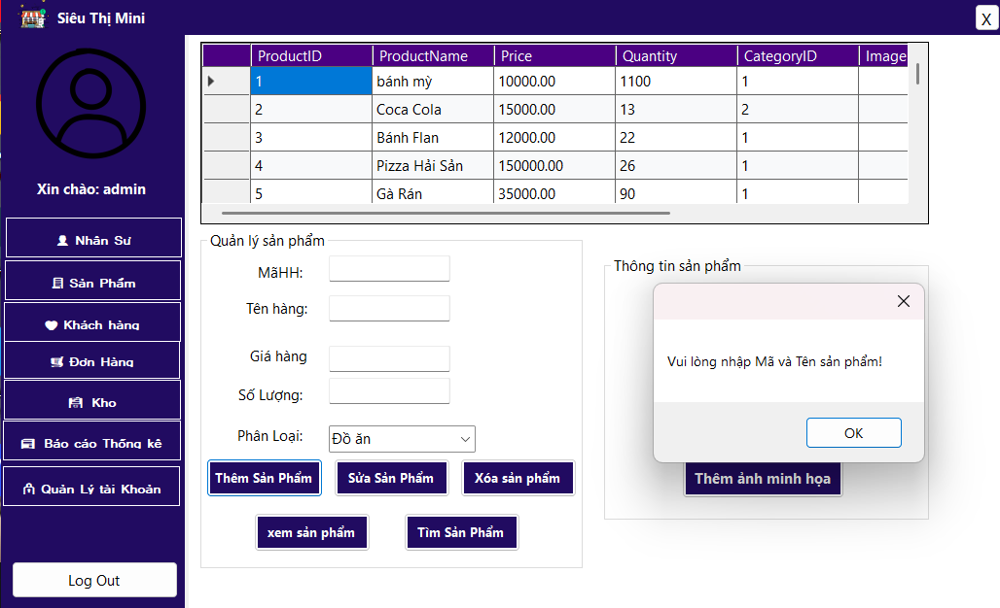 Siêu Thị Mini
X
Xin chào: admin
Nhân Sư
Sản Phẩm
Khách hàng
Đơn Hàng
Kho
Báo cáo Thống kê
Quản Lý tài Khoản
Log Out
ProductID ProductName Price Quantity CategoryID Image
1 bánh mỳ 10000.00 1100 1
2 Coca Cola 15000.00 13 2
3 Bánh Flan 12000.00 22 1
4 Pizza Hải Sản 150000.00 26 1
5 Gà Rán 35000.00 90 1
Quản lý sản phẩm
MãHH:
Tên hàng:
Giá hàng
Số Lượng:
Phân Loại: Đồ ăn
Thêm Sản Phẩm Sửa Sản Phẩm Xóa sản phẩm
xem sản phẩm Tìm Sản Phẩm
Thông tin sản phẩm
Vui lòng nhập Mã và Tên sản phẩm!
OK
Thêm ảnh minh họa